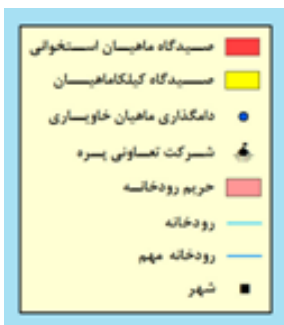 صیدگاه ماهیان استخوانی
صیدگاه کیلکاماهیان
دامگذاری ماهیان خاویاری
شرکت تعاونی پره
حریم رودخانه
رودخانه
رودخانه مهم
شهر